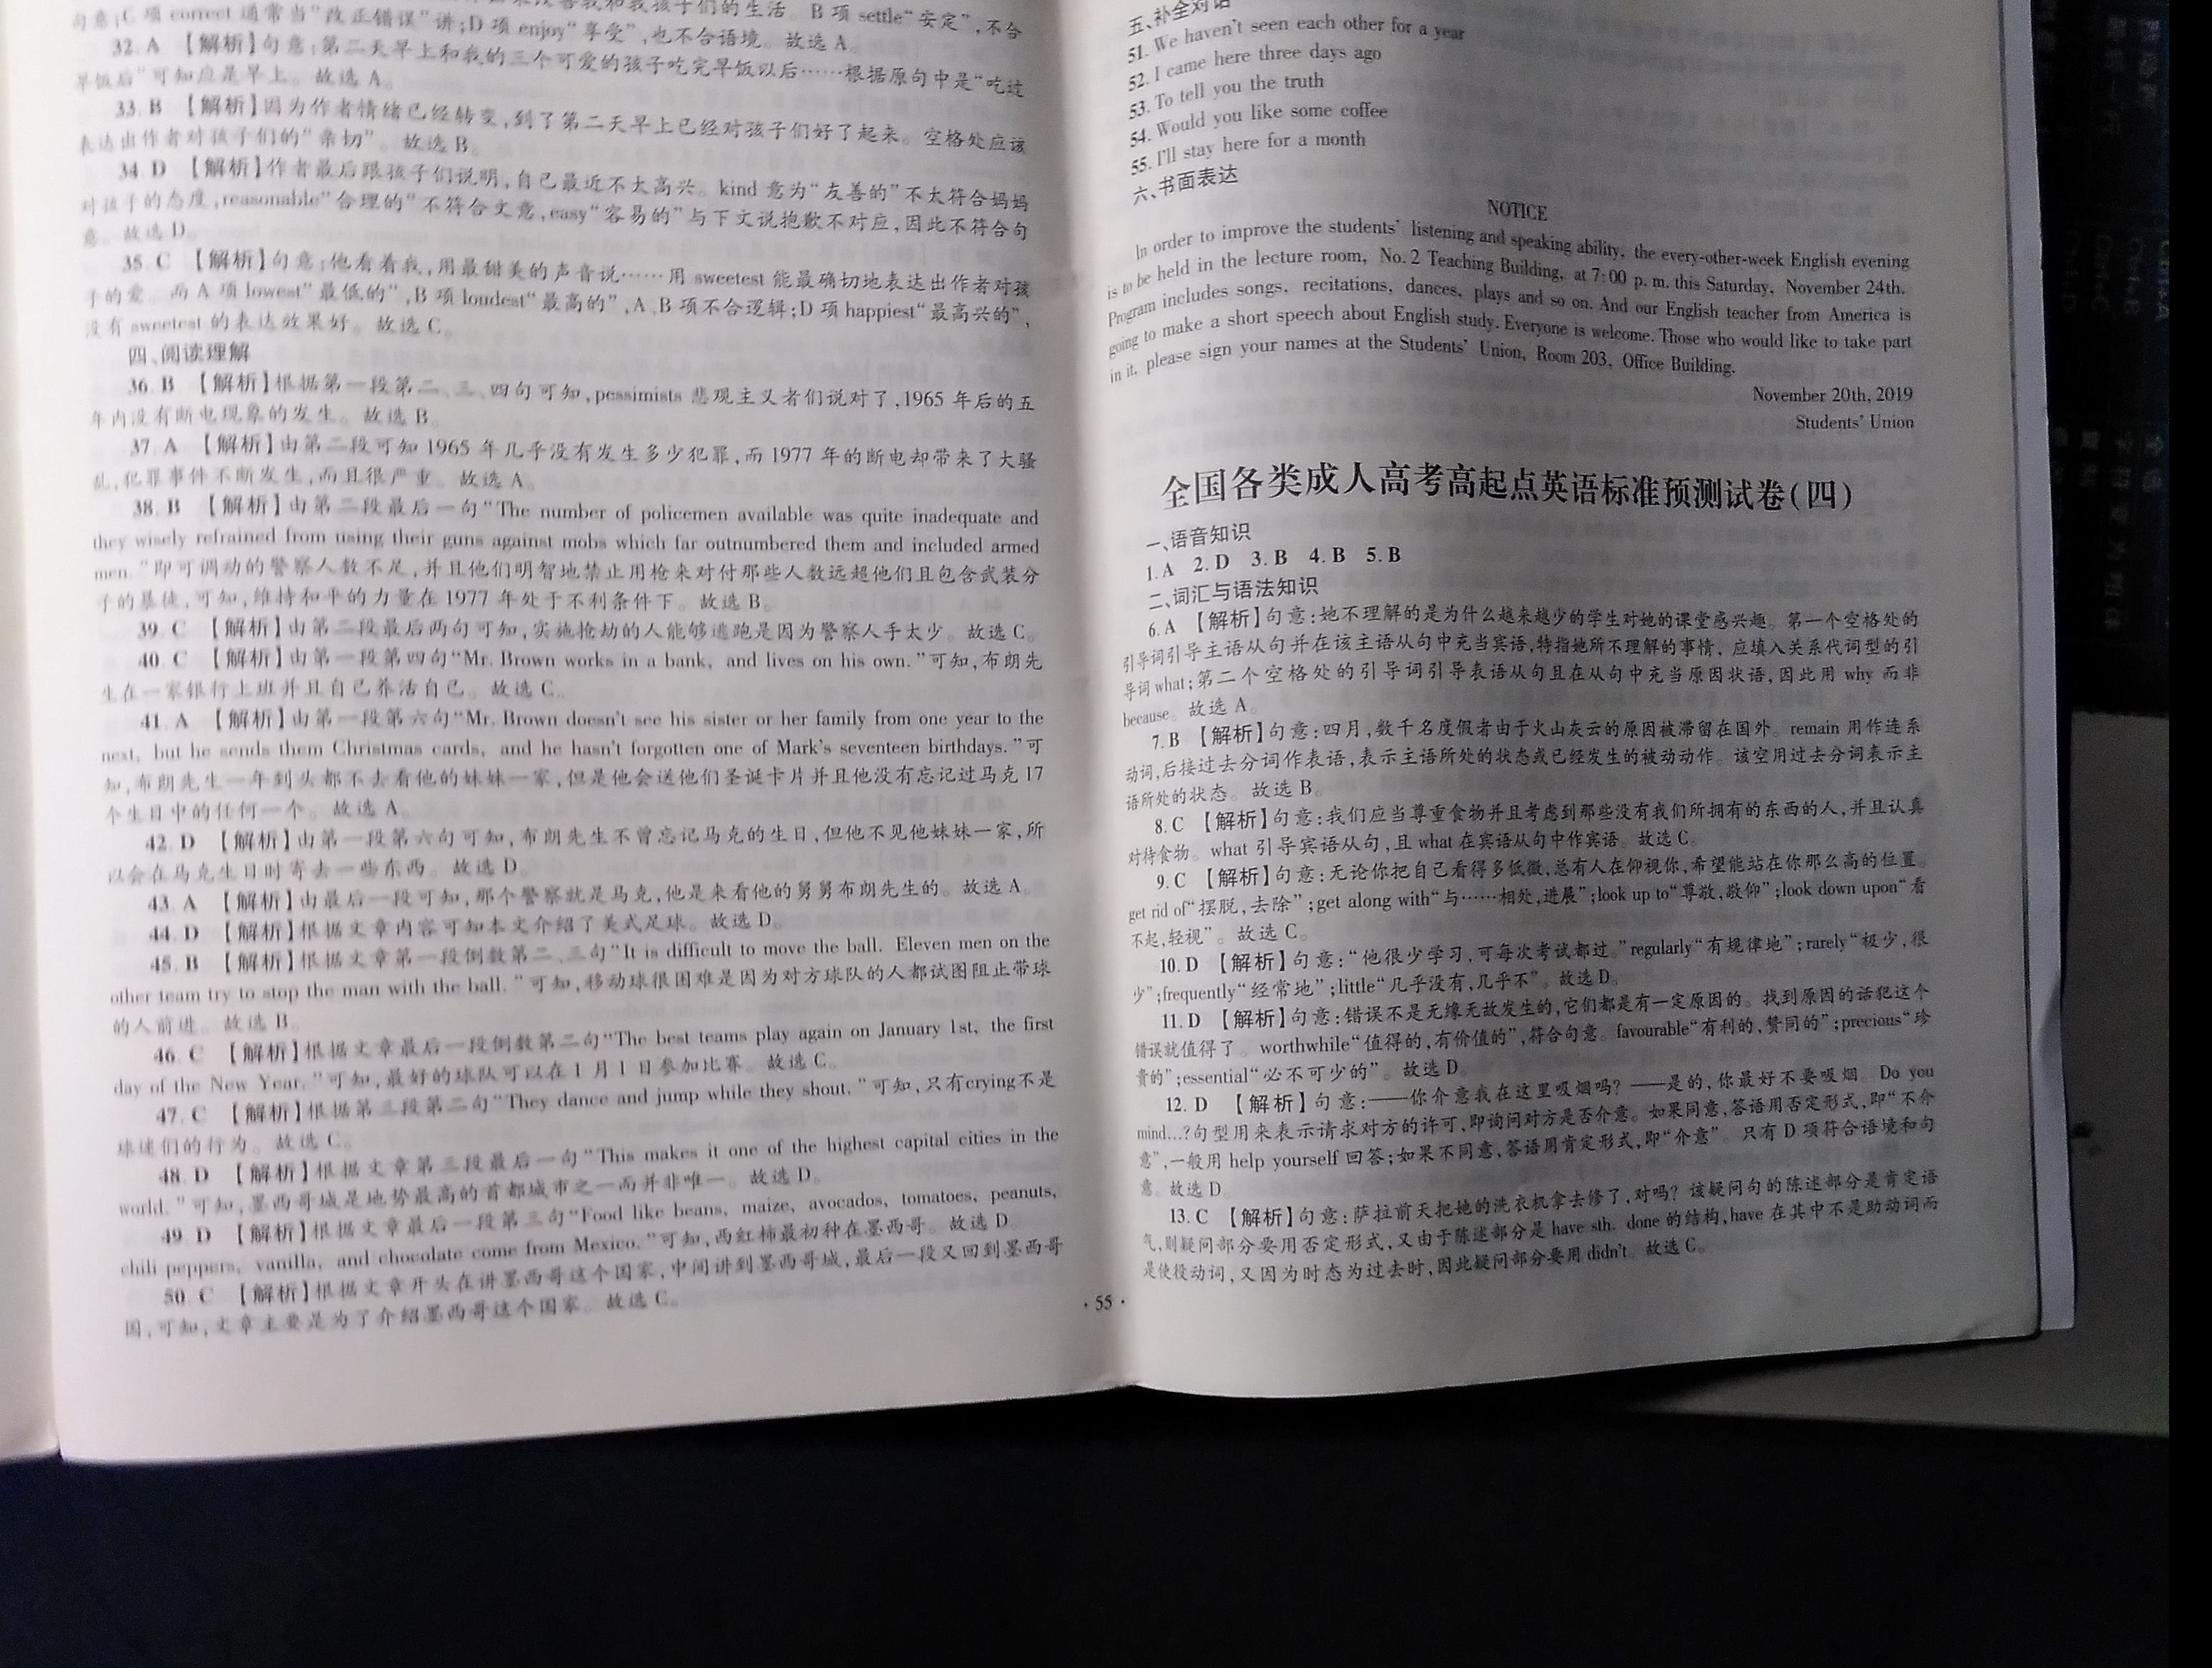 句意;C 项 correct 通常当“改正错误”讲;D 项 enjoy“享受”,也不合语境。故选 A。
B 项 settle“安定”,不合
32. A 【解析】句意:第二天早上和我的三个可爱的孩子吃完早饭以后……根据原句中是“吃过
早饭后”可知应是早上。故选 A。
33. B 【解析】因为作者情绪已经转变,到了第二天早上已经对孩子们好了起来。空格处应该
表达出作者对孩子们的“亲切”。故选 B。
34. D 【解析】作者最后跟孩子们说明,自己最近不太高兴。kind 意为“友善的”不太符合妈妈
对孩子的态度,reasonable“合理的”不符合文意,easy“容易的”与下文说抱歉不对应,因此不符合句
意。故选 D。
35. C 【解析】句意:他看着我,用最甜美的声音说……用 sweetest 能最确切地表达出作者对孩
子的爱。而 A 项 lowest“最低的”,B 项 loudest“最高的”,A、B 项不合逻辑;D 项 happiest“最高兴的”,
没有 sweetest 的表达效果好。故选 C。
四、阅读理解
36. B 【解析】根据第一段第二、三、四句可知,pessimists 悲观主义者们说对了,1965 年后的五
年内没有断电现象的发生。故选 B。
37. A 【解析】由第二段可知 1965 年几乎没有发生多少犯罪,而 1977 年的断电却带来了大骚
乱,犯罪事件不断发生,而且很严重。故选 A。
38. B 【解析】由第二段最后一句“The number of policemen available was quite inadequate and
they wisely refrained from using their guns against mobs which far outnumbered them and included armed
men.”即可调动的警察人数不足,并且他们明智地禁止用枪来对付那些人数远超他们且包含武装分
子的暴徒,可知,维持和平的力量在 1977 年处于不利条件下。故选 B。
39. C 【解析】由第二段最后两句可知,实施抢劫的人能够逃跑是因为警察人手太少。故选 C。
40. C 【解析】由第一段第四句“Mr. Brown works in a bank, and lives on his own.”可知,布朗先
生在一家银行上班并且自己养活自己。故选 C。
41. A 【解析】由第一段第六句“Mr. Brown doesn't see his sister or her family from one year to the
next, but he sends them Christmas cards, and he hasn't forgotten one of Mark's seventeen birthdays.”可
知,布朗先生一年到头都不去看他的妹妹一家,但是他会送他们圣诞卡片并且他没有忘记过马克 17
个生日中的任何一个。故选 A。
42. D 【解析】由第一段第六句可知,布朗先生不曾忘记马克的生日,但他不见他妹妹一家,所
以会在马克生日时寄去一些东西。故选 D。
43. A 【解析】由最后一段可知,那个警察就是马克,他是来看他的舅舅布朗先生的。故选 A。
44. D 【解析】根据文章内容可知本文介绍了美式足球。故选 D。
45. B 【解析】根据文章第一段倒数第二、三句“It is difficult to move the ball. Eleven men on the
other team try to stop the man with the ball.”可知,移动球很困难是因为对方球队的人都试图阻止带球
的人前进。故选 B。
46. C 【解析】根据文章最后一段倒数第二句“The best teams play again on January 1st, the first
day of the New Year.”可知,最好的球队可以在 1 月 1 日参加比赛。故选 C。
47. C 【解析】根据第三段第二句“They dance and jump while they shout.”可知,只有crying不是
球迷们的行为。故选 C。
48. D 【解析】根据文章第三段最后一句“This makes it one of the highest capital cities in the
world.”可知,墨西哥城是地势最高的首都城市之一而并非唯一。故选 D。
49. D 【解析】根据文章最后一段第三句“Food like beans, maize, avocados, tomatoes, peanuts,
chili peppers, vanilla, and chocolate come from Mexico.”可知,西红柿最初种在墨西哥。故选 D。
50. C 【解析】根据文章开头在讲墨西哥这个国家,中间讲到墨西哥城,最后一段又回到墨西哥
国,可知,文章主要是为了介绍墨西哥这个国家。故选 C。
五、补全对话
51. We haven't seen each other for a year
52. I came here three days ago
53. To tell you the truth
54. Would you like some coffee
55. I'll stay here for a month
六、书面表达
NOTICE
In order to improve the students' listening and speaking ability, the every-other-week English evening
is to be held in the lecture room, No. 2 Teaching Building, at 7:00 p. m. this Saturday, November 24th.
Program includes songs, recitations, dances, plays and so on. And our English teacher from America is
going to make a short speech about English study. Everyone is welcome. Those who would like to take part
in it, please sign your names at the Students' Union, Room 203, Office Building.
November 20th, 2019
Students' Union
全国各类成人高考高起点英语标准预测试卷(四)
一、语音知识
1. A 2. D 3. B 4. B 5. B
二、词汇与语法知识
6. A 【解析】句意:她不理解的是为什么越来越少的学生对她的课堂感兴趣。第一个空格处的
引导词引导主语从句并在该主语从句中充当宾语,特指她所不理解的事情,应填入关系代词型的引
导词 what;第二个空格处的引导词引导表语从句且在从句中充当原因状语,因此用 why 而非
because。故选 A。
7. B 【解析】句意:四月,数千名度假者由于火山灰云的原因被滞留在国外。remain 用作连系
动词,后接过去分词作表语,表示主语所处的状态或已经发生的被动动作。该空用过去分词表示主
语所处的状态。故选 B。
8. C 【解析】句意:我们应当尊重食物并且考虑到那些没有我们所拥有的东西的人,并且认真
对待食物。what 引导宾语从句,且 what 在宾语从句中作宾语。故选 C。
9. C 【解析】句意:无论你把自己看得多低微,总有人在仰视你,希望能站在你那么高的位置。
get rid of“摆脱,去除”;get along with“与……相处,进展”;look up to“尊敬,敬仰”;look down upon“看
不起,轻视”。故选 C。
10. D 【解析】句意:“他很少学习,可每次考试都过。”regularly“有规律地”;rarely“极少,很
少”;frequently“经常地”;little“几乎没有,几乎不”。故选 D。
11. D 【解析】句意:错误不是无缘无故发生的,它们都是有一定原因的。找到原因的话犯这个
错误就值得了。worthwhile“值得的,有价值的”,符合句意。favourable“有利的,赞同的”;precious“珍
贵的”;essential“必不可少的”。故选 D。
12. D 【解析】句意:——你介意我在这里吸烟吗?——是的,你最好不要吸烟。Do you
mind...?句型用来表示请求对方的许可,即询问对方是否介意。如果同意,答语用否定形式,即“不介
意”,一般用 help yourself 回答;如果不同意,答语用肯定形式,即“介意”。只有 D 项符合语境和句
意。故选 D。
13. C 【解析】句意:萨拉前天把她的洗衣机拿去修了,对吗?该疑问句的陈述部分是肯定语
气,则疑问部分要用否定形式,又由于陈述部分是 have sth. done 的结构,have 在其中不是助动词而
是使役动词,又因为时态为过去时,因此疑问部分要用 didn't。故选 C。
· 55 ·